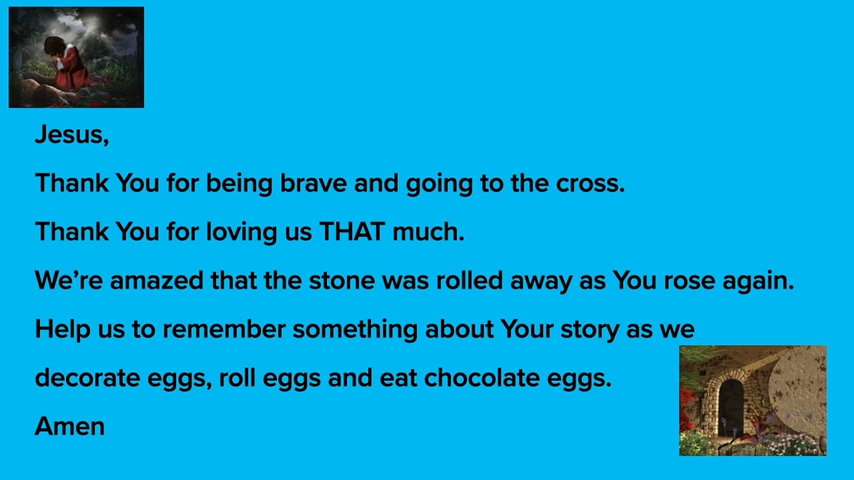 Jesus,
Thank You for being brave and going to the cross.
Thank You for loving us THAT much.
We’re amazed that the stone was rolled away as You rose again.
Help us to remember something about Your story as we
decorate eggs, roll eggs and eat chocolate eggs.
Amen